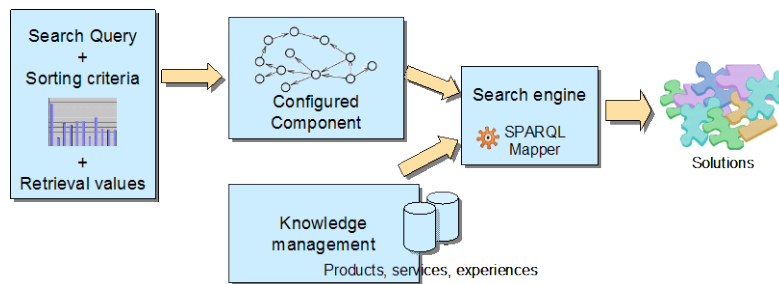 Search Query
+
Sorting criteria
+
Retrieval values
Configured
Component
Search engine
SPARQL
Mapper
Solutions
Knowledge
management
Products, services, experiences